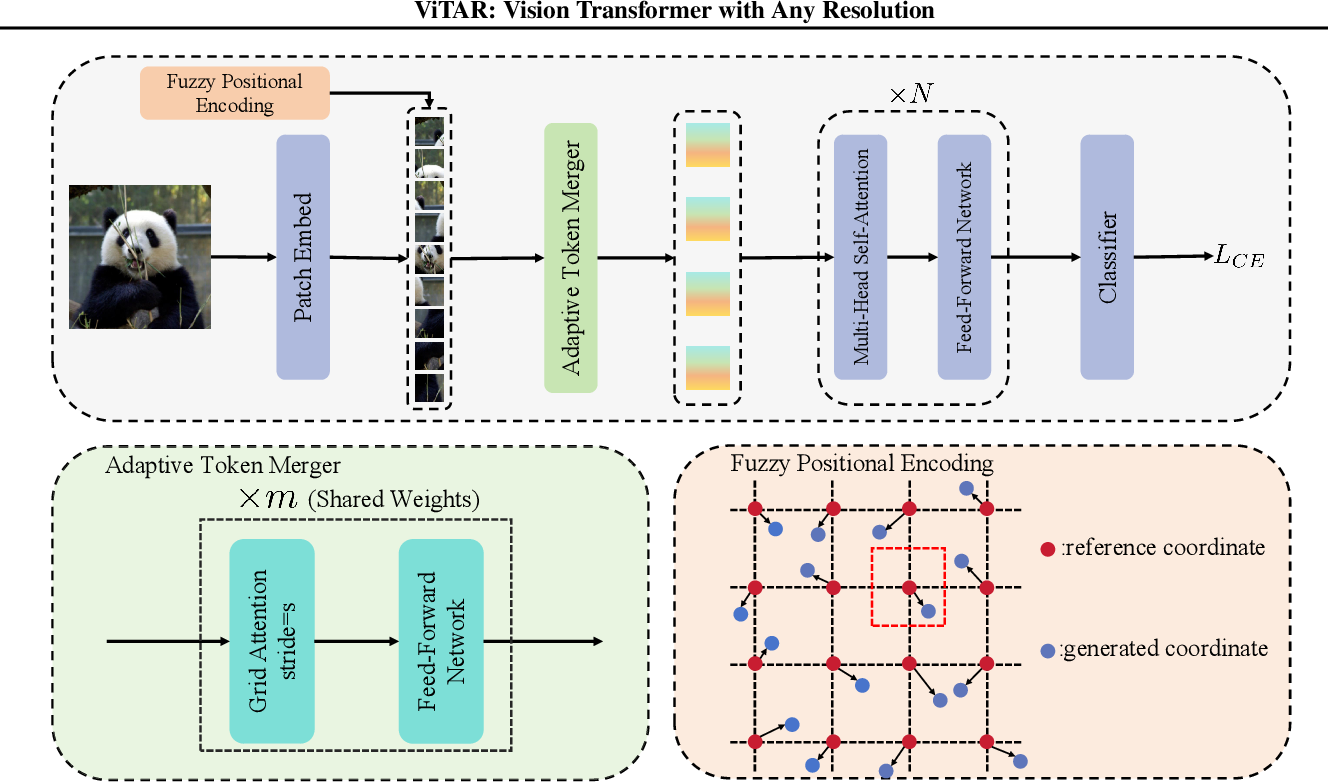 ViTAR: Vision Transformer with Any Resolution
Fuzzy Positional
Encoding
×N
Patch Embed
Adaptive Token Merger
Multi-Head Self-Attention
Feed-Forward Network
Classifier
L_{CE}
Adaptive Token Merger
×m (Shared Weights)
Grid Attention
stride=s
Feed-Forward
Network
Fuzzy Positional Encoding
:reference coordinate
:generated coordinate